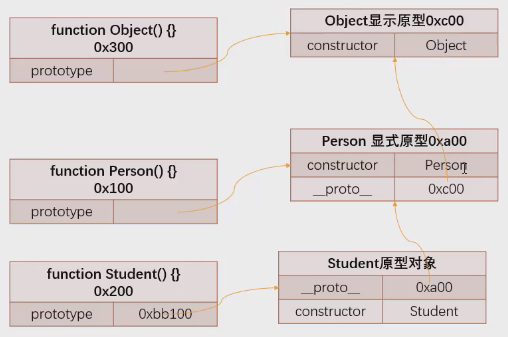 function Object() {}
0x300
prototype
Object显示原型0xc00
constructor Object
function Person() {}
0x100
prototype
Person 显式原型0xa00
constructor Person
__proto__ 0xc00
function Student() {}
0x200
prototype 0xbb100
Student原型对象
__proto__ 0xa00
constructor Student